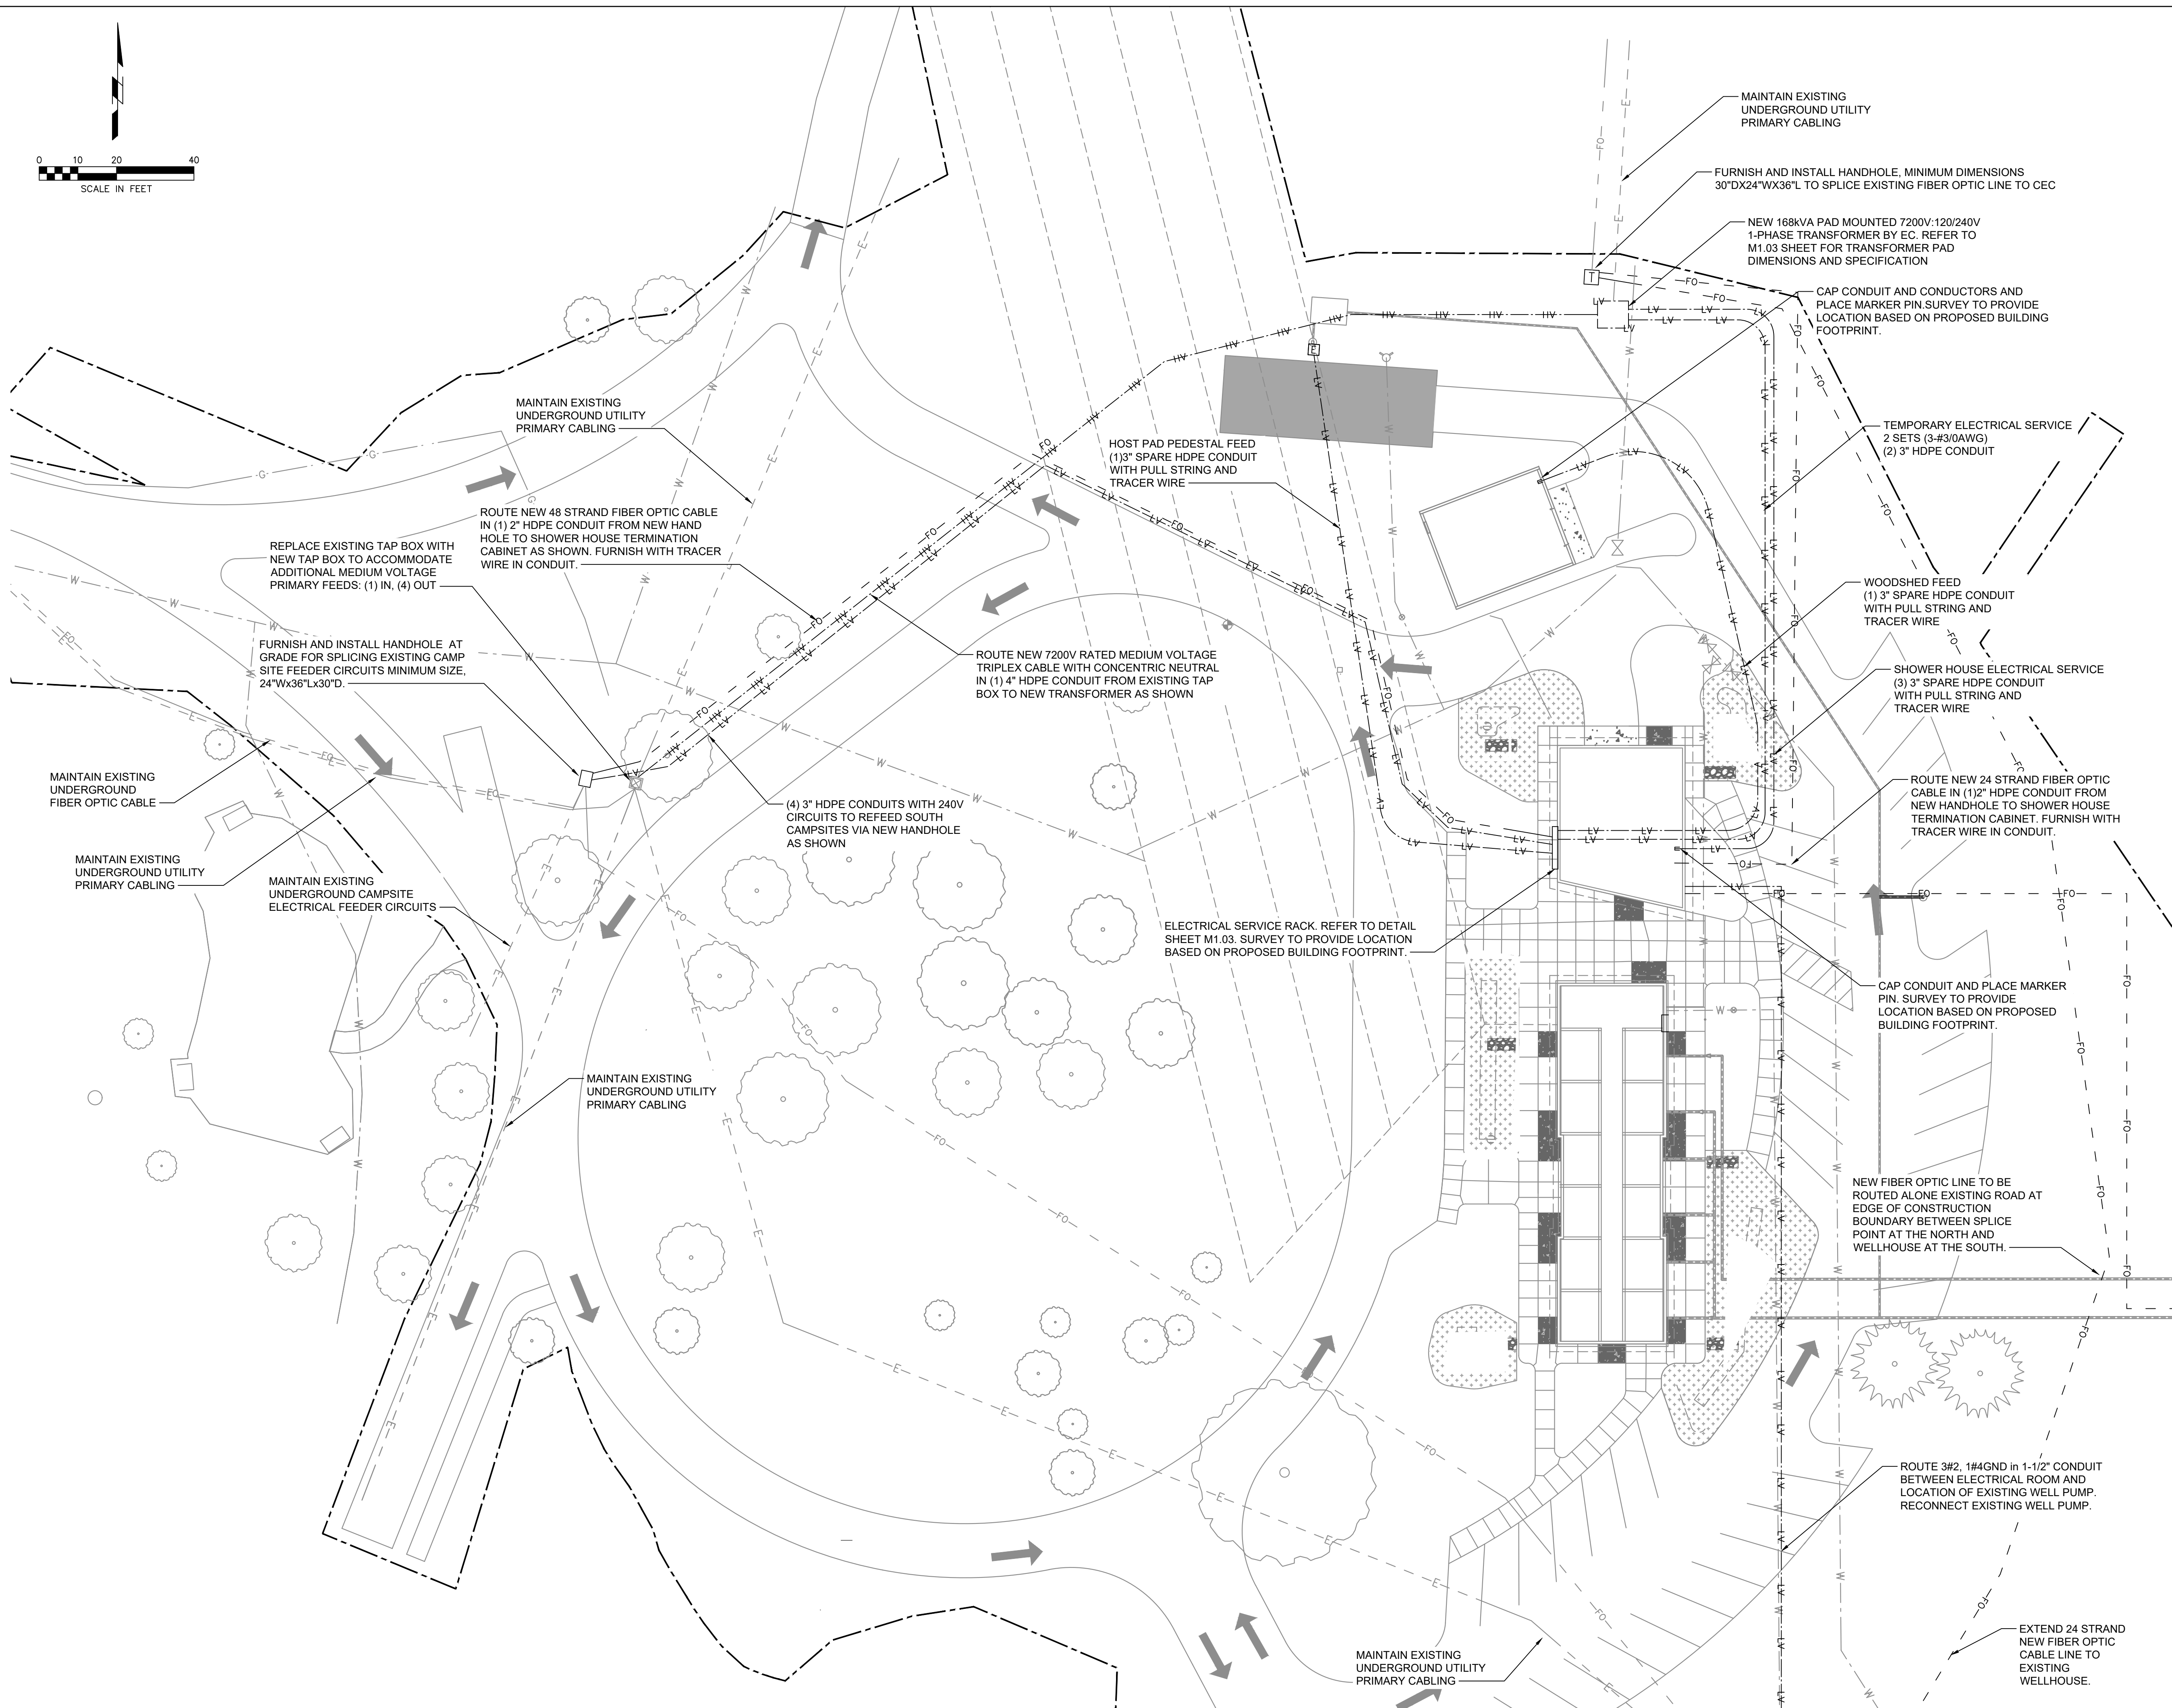 0 10 20 40
SCALE IN FEET
MAINTAIN EXISTING
UNDERGROUND UTILITY
PRIMARY CABLING
FURNISH AND INSTALL HANDHOLE, MINIMUM DIMENSIONS
30"DX24"WX36"L TO SPLICE EXISTING FIBER OPTIC LINE TO CEC
NEW 168kVA PAD MOUNTED 7200V:120/240V
1-PHASE TRANSFORMER BY EC. REFER TO
M1.03 SHEET FOR TRANSFORMER PAD
DIMENSIONS AND SPECIFICATION
CAP CONDUIT AND CONDUCTORS AND
PLACE MARKER PIN.SURVEY TO PROVIDE
LOCATION BASED ON PROPOSED BUILDING
FOOTPRINT.
MAINTAIN EXISTING
UNDERGROUND UTILITY
PRIMARY CABLING
HOST PAD PEDESTAL FEED
(1)3" SPARE HDPE CONDUIT
WITH PULL STRING AND
TRACER WIRE
TEMPORARY ELECTRICAL SERVICE
2 SETS (3-#3/0AWG)
(2) 3" HDPE CONDUIT
ROUTE NEW 48 STRAND FIBER OPTIC CABLE
IN (1) 2" HDPE CONDUIT FROM NEW HAND
HOLE TO SHOWER HOUSE TERMINATION
CABINET AS SHOWN. FURNISH WITH TRACER
WIRE IN CONDUIT.
REPLACE EXISTING TAP BOX WITH
NEW TAP BOX TO ACCOMMODATE
ADDITIONAL MEDIUM VOLTAGE
PRIMARY FEEDS: (1) IN, (4) OUT
WOODSHED FEED
(1) 3" SPARE HDPE CONDUIT
WITH PULL STRING AND
TRACER WIRE
FURNISH AND INSTALL HANDHOLE AT
GRADE FOR SPLICING EXISTING CAMP
SITE FEEDER CIRCUITS MINIMUM SIZE,
24"Wx36"Lx30"D.
ROUTE NEW 7200V RATED MEDIUM VOLTAGE
TRIPLEX CABLE WITH CONCENTRIC NEUTRAL
IN (1) 4" HDPE CONDUIT FROM EXISTING TAP
BOX TO NEW TRANSFORMER AS SHOWN
SHOWER HOUSE ELECTRICAL SERVICE
(3) 3" SPARE HDPE CONDUIT
WITH PULL STRING AND
TRACER WIRE
MAINTAIN EXISTING
UNDERGROUND
FIBER OPTIC CABLE
(4) 3" HDPE CONDUITS WITH 240V
CIRCUITS TO REFEED SOUTH
CAMPSITES VIA NEW HANDHOLE
AS SHOWN
ROUTE NEW 24 STRAND FIBER OPTIC
CABLE IN (1)2" HDPE CONDUIT FROM
NEW HANDHOLE TO SHOWER HOUSE
TERMINATION CABINET. FURNISH WITH
TRACER WIRE IN CONDUIT.
MAINTAIN EXISTING
UNDERGROUND UTILITY
PRIMARY CABLING
MAINTAIN EXISTING
UNDERGROUND CAMPSITE
ELECTRICAL FEEDER CIRCUITS
ELECTRICAL SERVICE RACK. REFER TO DETAIL
SHEET M1.03. SURVEY TO PROVIDE LOCATION
BASED ON PROPOSED BUILDING FOOTPRINT.
CAP CONDUIT AND PLACE MARKER
PIN. SURVEY TO PROVIDE
LOCATION BASED ON PROPOSED
BUILDING FOOTPRINT.
MAINTAIN EXISTING
UNDERGROUND UTILITY
PRIMARY CABLING
NEW FIBER OPTIC LINE TO BE
ROUTED ALONE EXISTING ROAD AT
EDGE OF CONSTRUCTION
BOUNDARY BETWEEN SPLICE
POINT AT THE NORTH AND
WELLHOUSE AT THE SOUTH.
ROUTE 3#2, 1#4GND in 1-1/2" CONDUIT
BETWEEN ELECTRICAL ROOM AND
LOCATION OF EXISTING WELL PUMP.
RECONNECT EXISTING WELL PUMP.
EXTEND 24 STRAND
NEW FIBER OPTIC
CABLE LINE TO
EXISTING
WELLHOUSE.
MAINTAIN EXISTING
UNDERGROUND UTILITY
PRIMARY CABLING